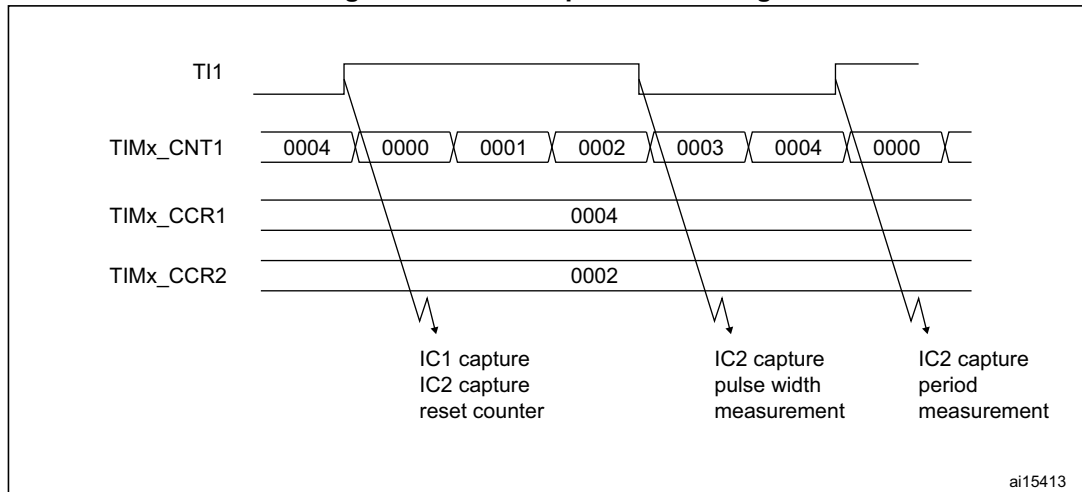 TI1
TIMx_CNT1 0004 0000 0001 0002 0003 0004 0000
TIMx_CCR1 0004
TIMx_CCR2 0002
IC1 capture
IC2 capture
reset counter
IC2 capture
pulse width
measurement
IC2 capture
period
measurement
ai15413